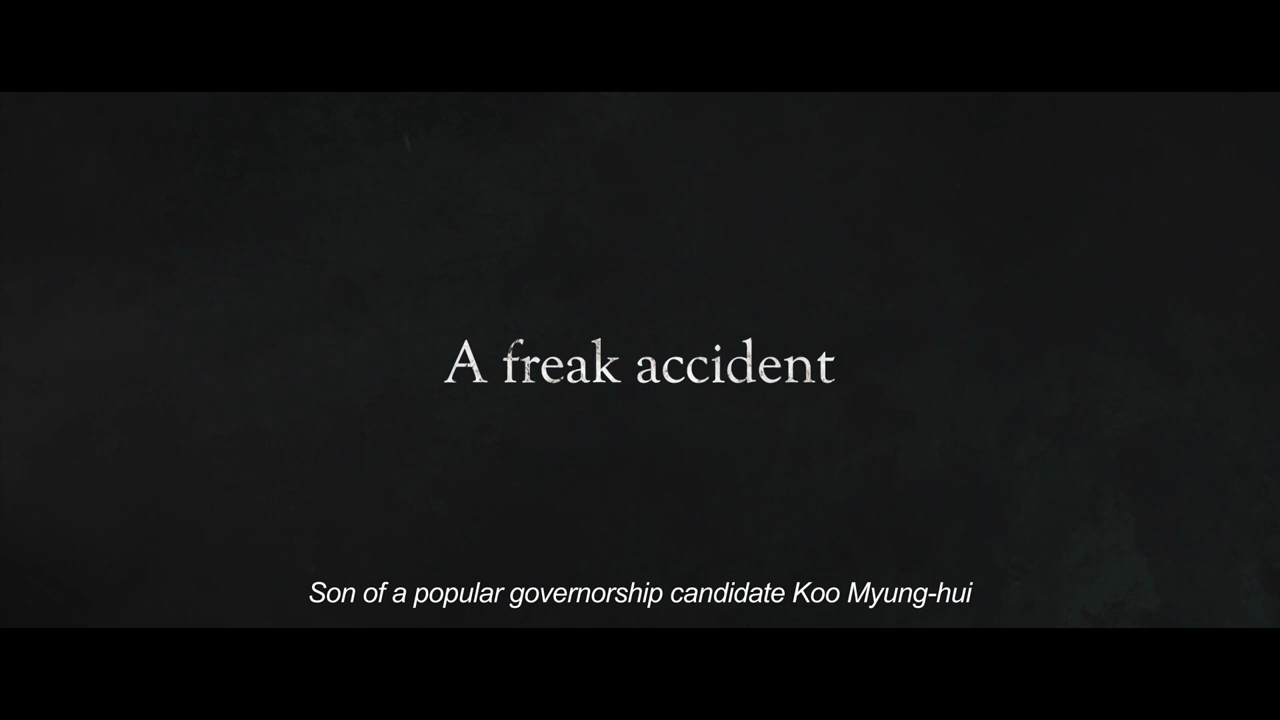 A freak accident
Son of a popular governorship candidate Koo Myung-hui